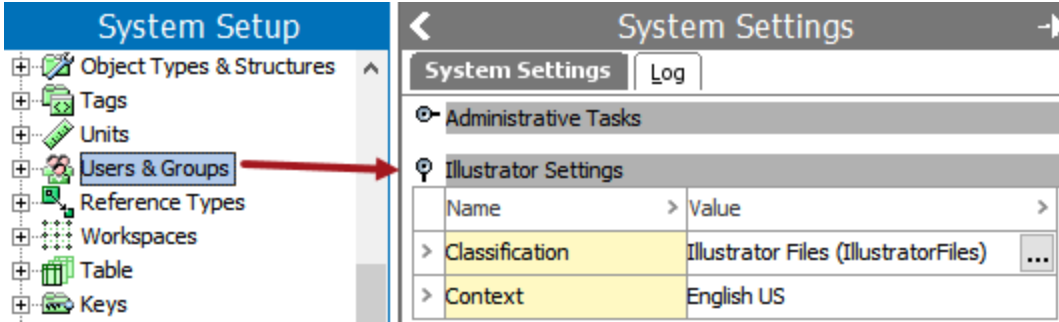 System Setup
Object Types & Structures
Tags
Units
Users & Groups
Reference Types
Workspaces
Table
Keys
System Settings
System Settings
Log
Administrative Tasks
Illustrator Settings
Name > Value >
> Classification Illustrator Files (IllustratorFiles) ...
> Context English US